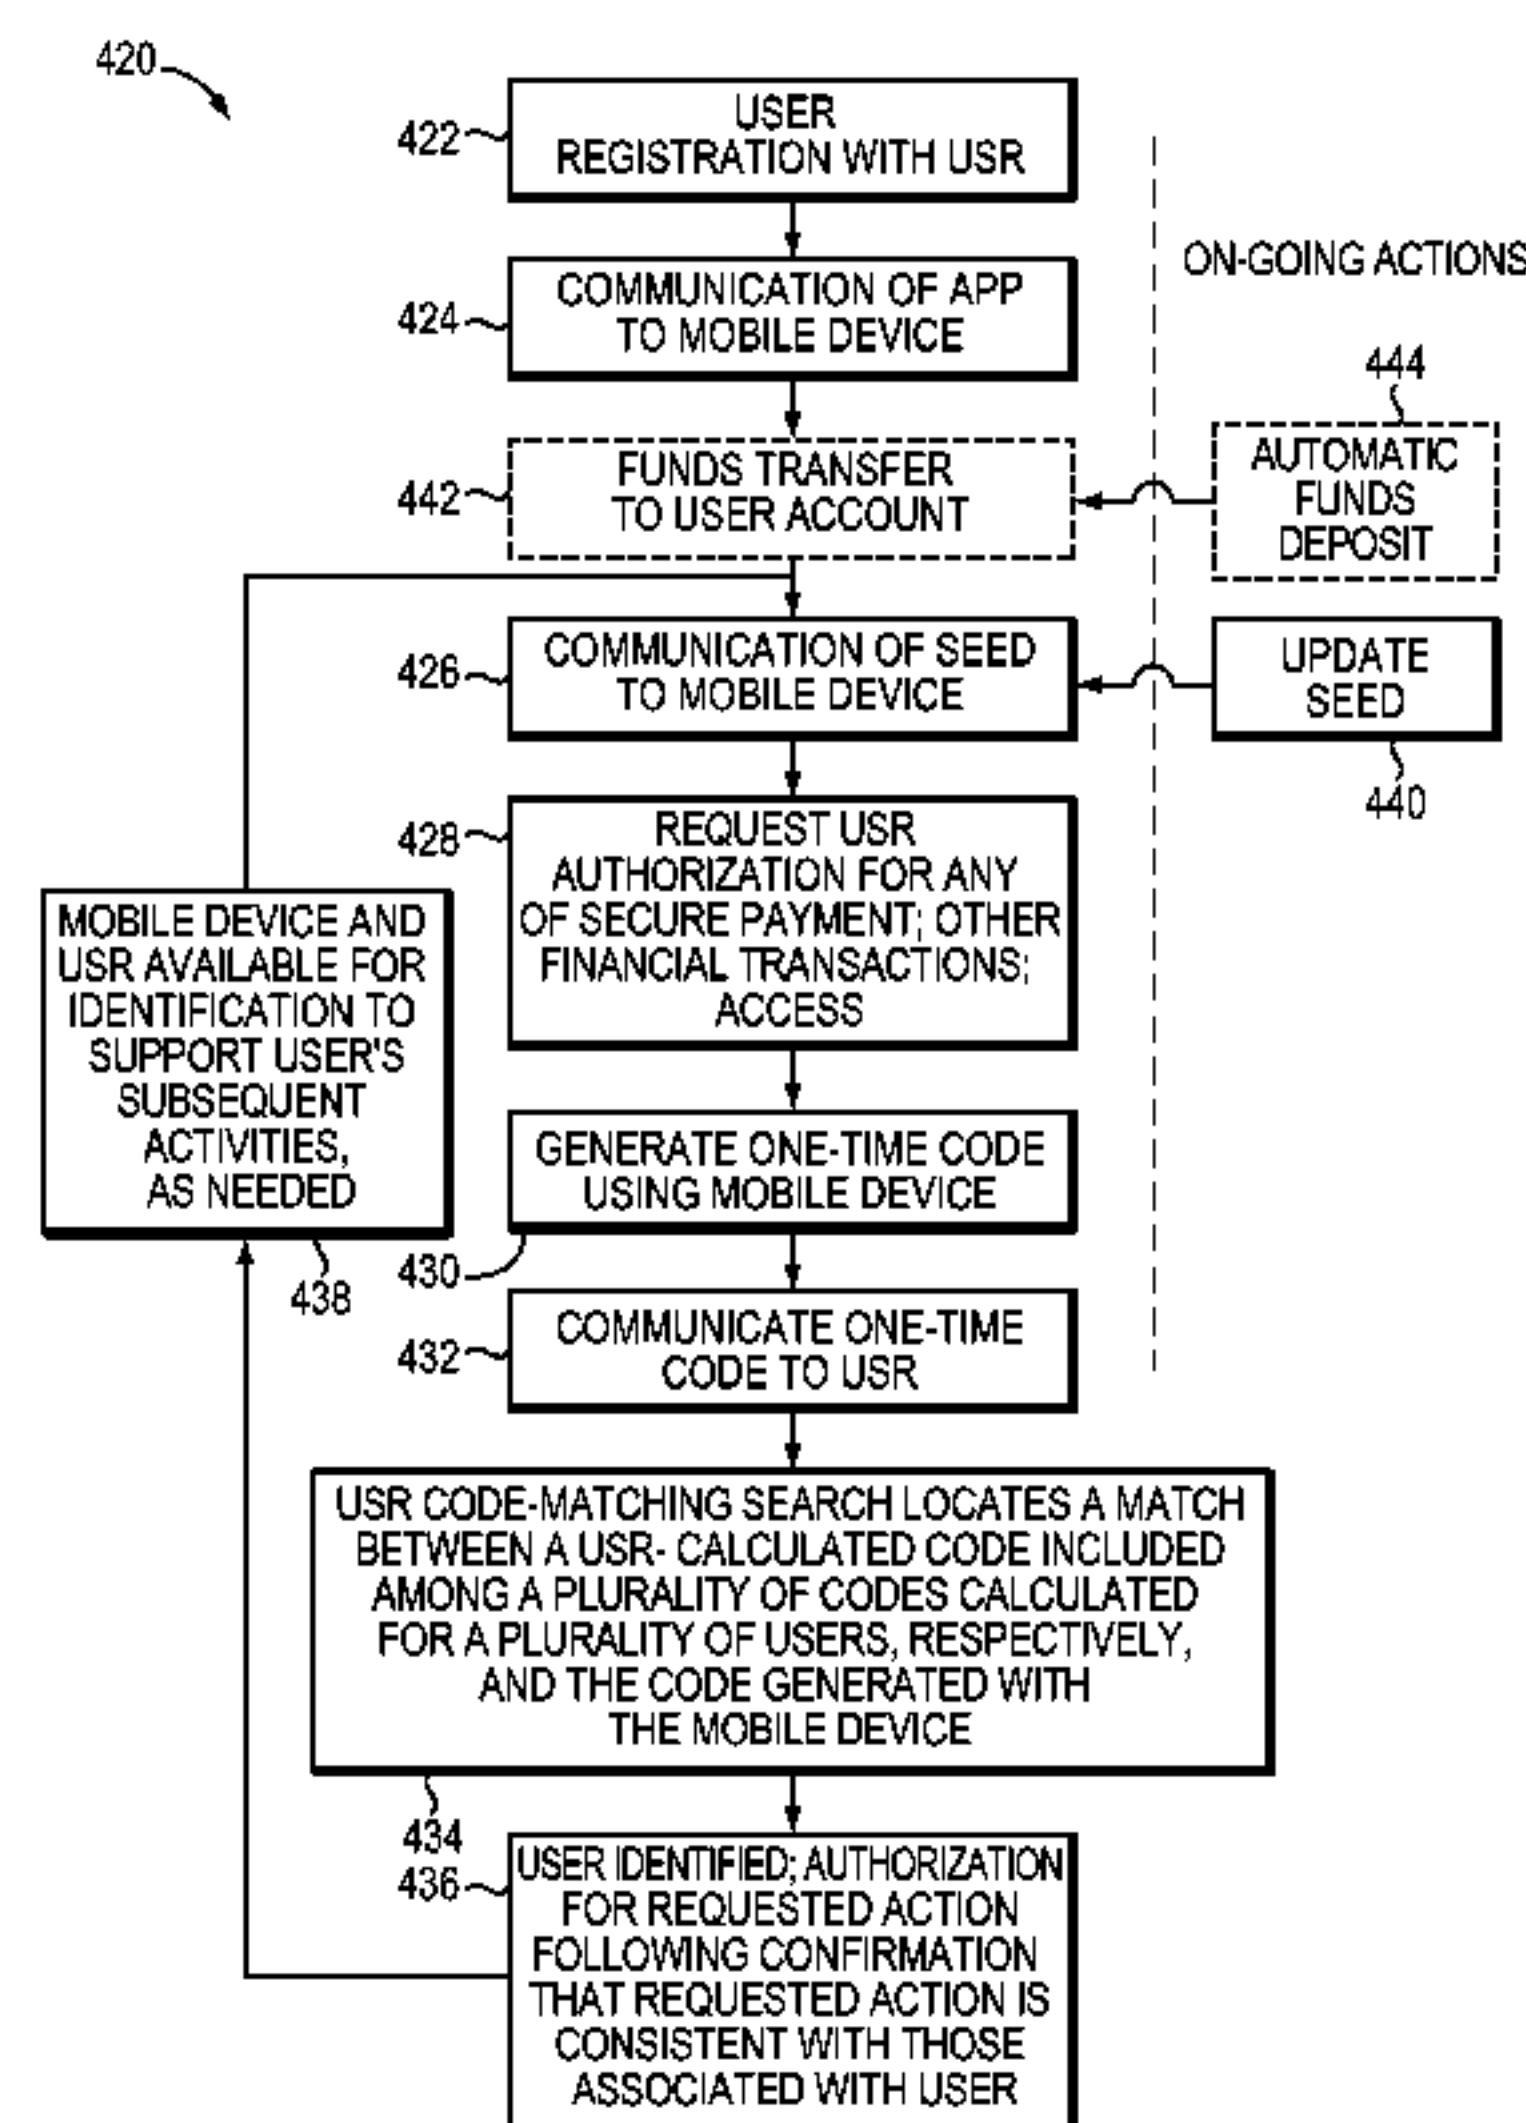 420
422
USER
REGISTRATION WITH USR
ON-GOING ACTIONS
424
COMMUNICATION OF APP
TO MOBILE DEVICE
444
442
FUNDS TRANSFER
TO USER ACCOUNT
AUTOMATIC
FUNDS
DEPOSIT
426
COMMUNICATION OF SEED
TO MOBILE DEVICE
UPDATE
SEED
440
428
REQUEST USR
AUTHORIZATION FOR ANY
OF SECURE PAYMENT; OTHER
FINANCIAL TRANSACTIONS;
ACCESS
MOBILE DEVICE AND
USR AVAILABLE FOR
IDENTIFICATION TO
SUPPORT USER'S
SUBSEQUENT
ACTIVITIES,
AS NEEDED
438
GENERATE ONE-TIME CODE
USING MOBILE DEVICE
430
432
COMMUNICATE ONE-TIME
CODE TO USR
USR CODE-MATCHING SEARCH LOCATES A MATCH
BETWEEN A USR- CALCULATED CODE INCLUDED
AMONG A PLURALITY OF CODES CALCULATED
FOR A PLURALITY OF USERS, RESPECTIVELY,
AND THE CODE GENERATED WITH
THE MOBILE DEVICE
434
436
USER IDENTIFIED; AUTHORIZATION
FOR REQUESTED ACTION
FOLLOWING CONFIRMATION
THAT REQUESTED ACTION IS
CONSISTENT WITH THOSE
ASSOCIATED WITH USER